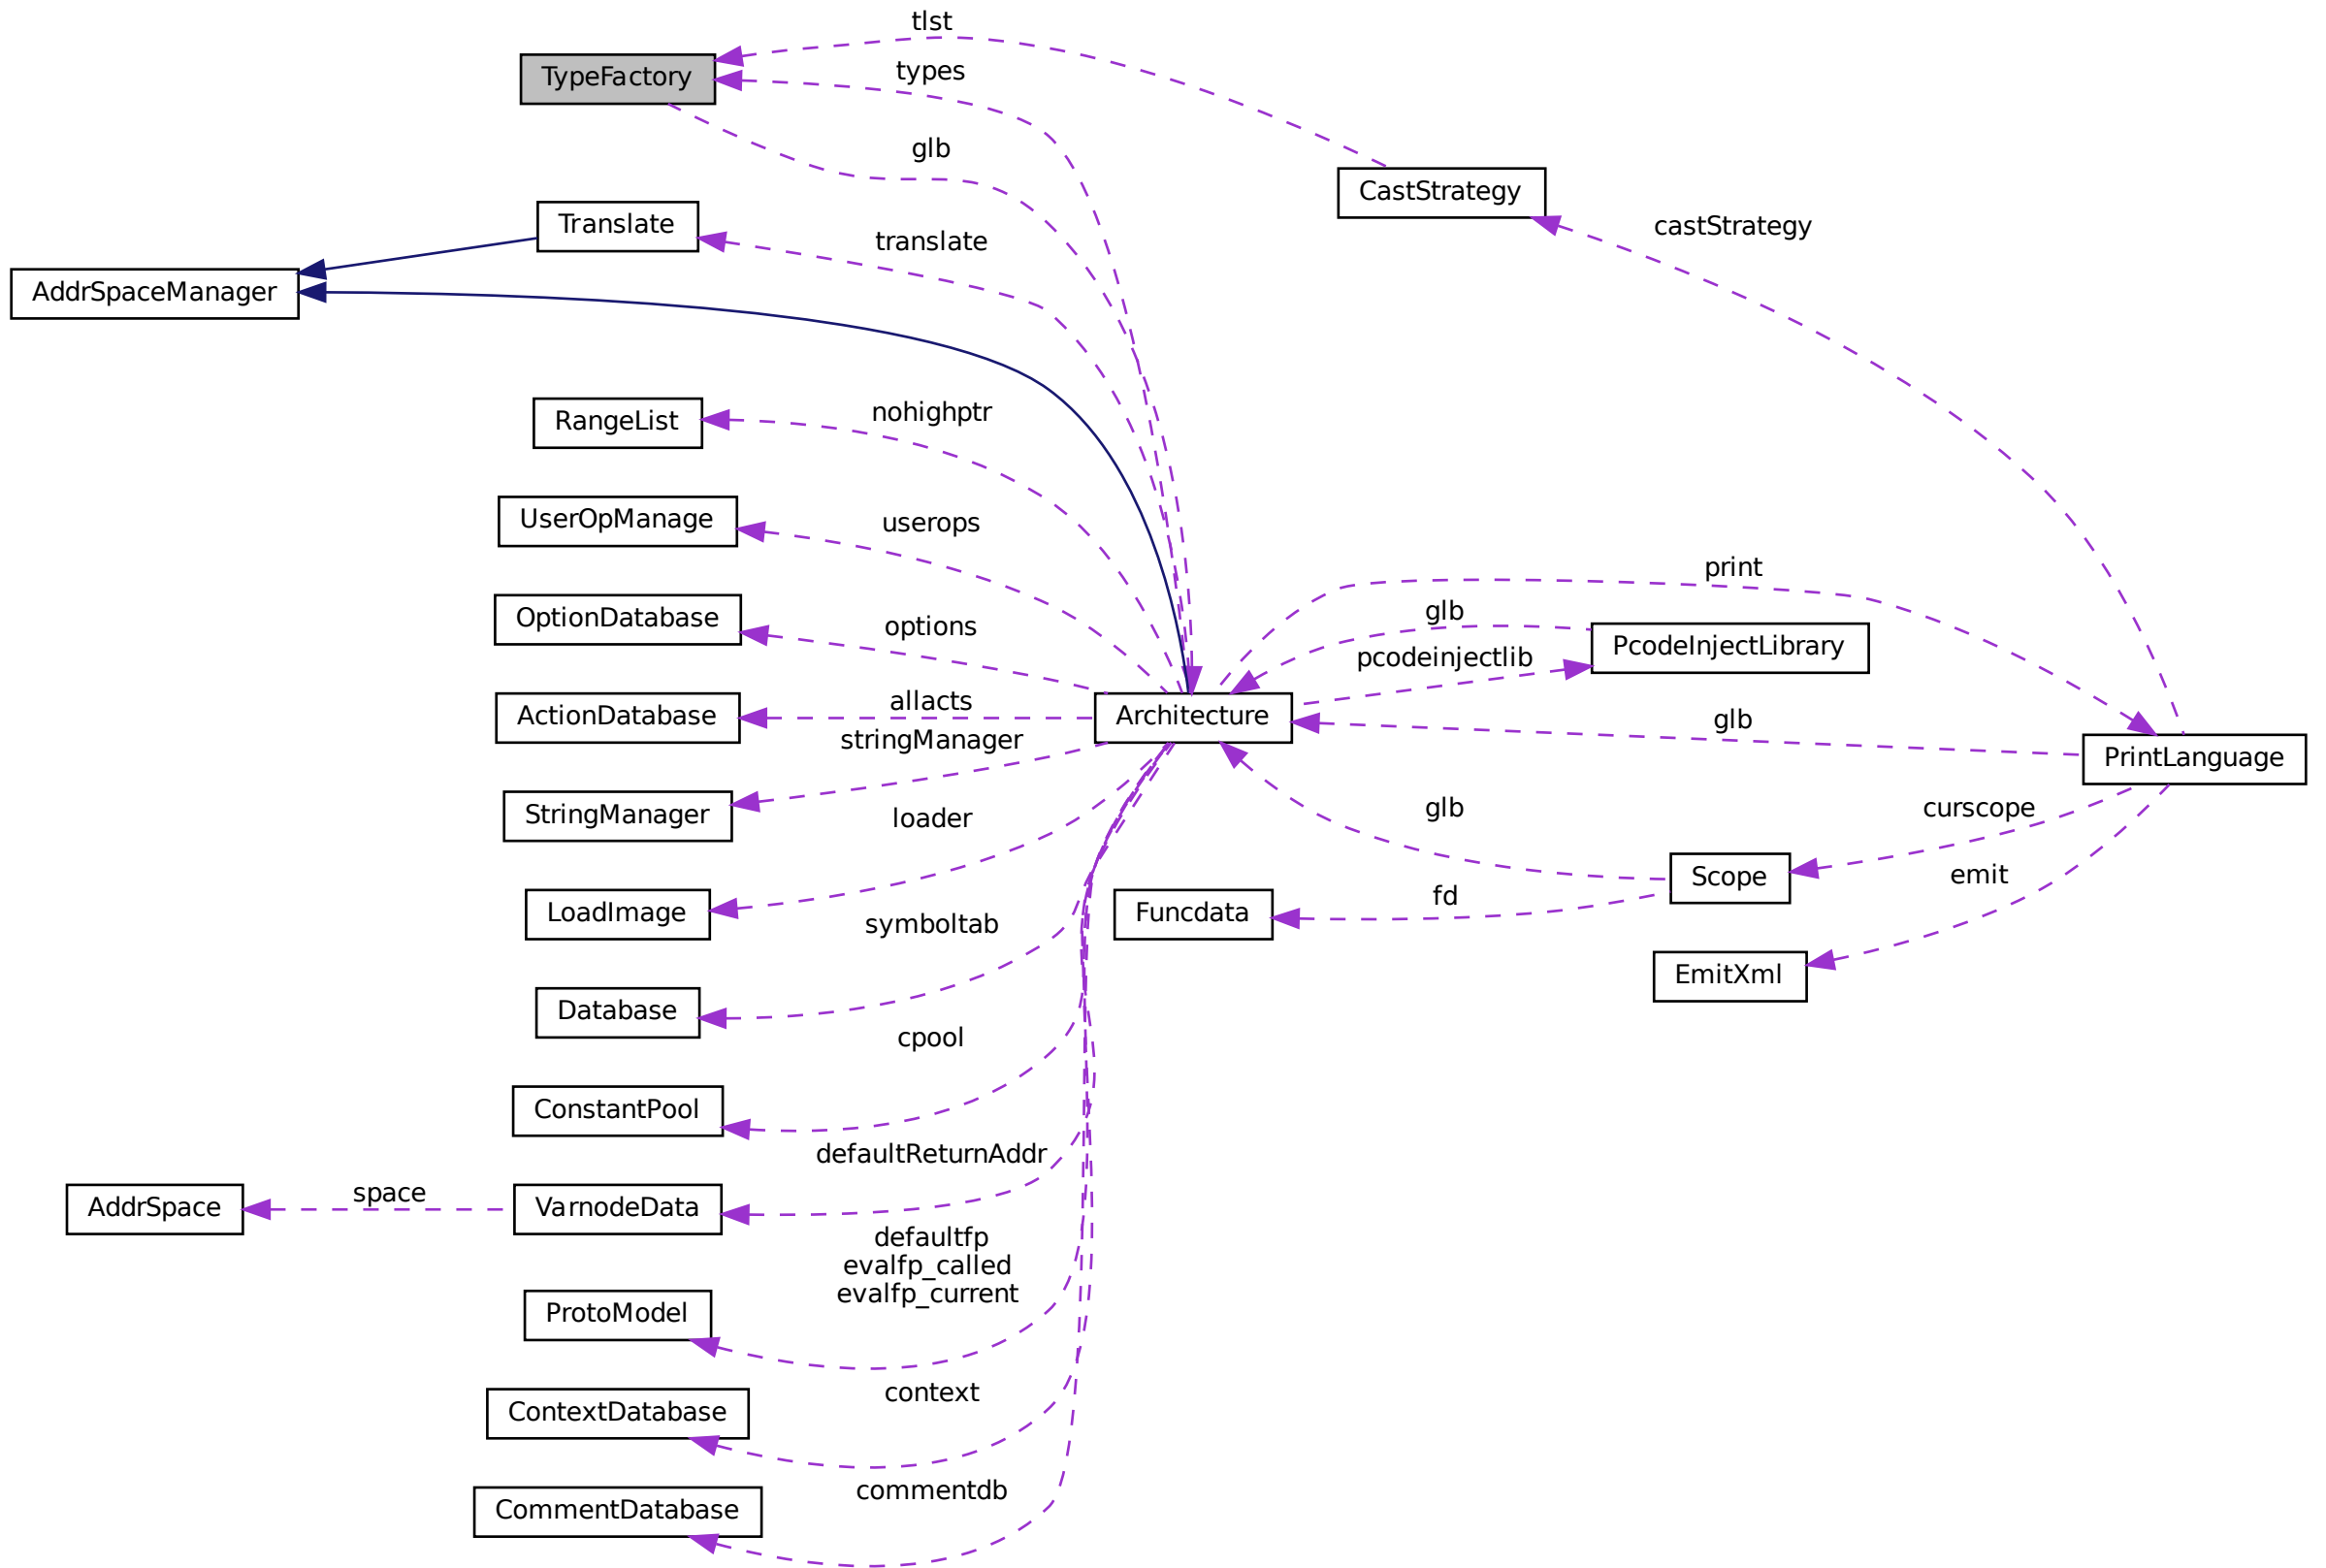 tlst
TypeFactory
types
glb
CastStrategy
Translate
castStrategy
translate
AddrSpaceManager
RangeList
nohighptr
UserOpManage
userops
print
OptionDatabase
options
glb
PcodeInjectLibrary
pcodeinjectlib
ActionDatabase
allacts
Architecture
glb
stringManager
PrintLanguage
StringManager
loader
glb
curscope
Scope
emit
LoadImage
symboltab
Funcdata
fd
EmitXml
Database
cpool
ConstantPool
defaultReturnAddr
AddrSpace
space
VarnodeData
defaultfp
evalfp_called
evalfp_current
ProtoModel
context
ContextDatabase
commentdb
CommentDatabase